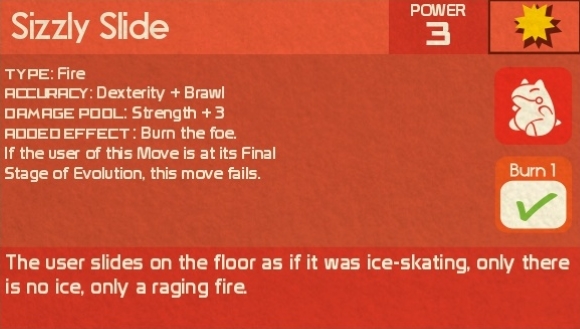 Sizzly Slide
POWER
3
TYPE: Fire
ACCURACY: Dexterity + Brawl
DAMAGE POOL: Strength + 3
ADDED EFFECT: Burn the foe.
If the user of this Move is at its Final
Stage of Evolution, this move fails.
Burn 1
The user slides on the floor as if it was ice-skating, only there
is no ice, only a raging fire.